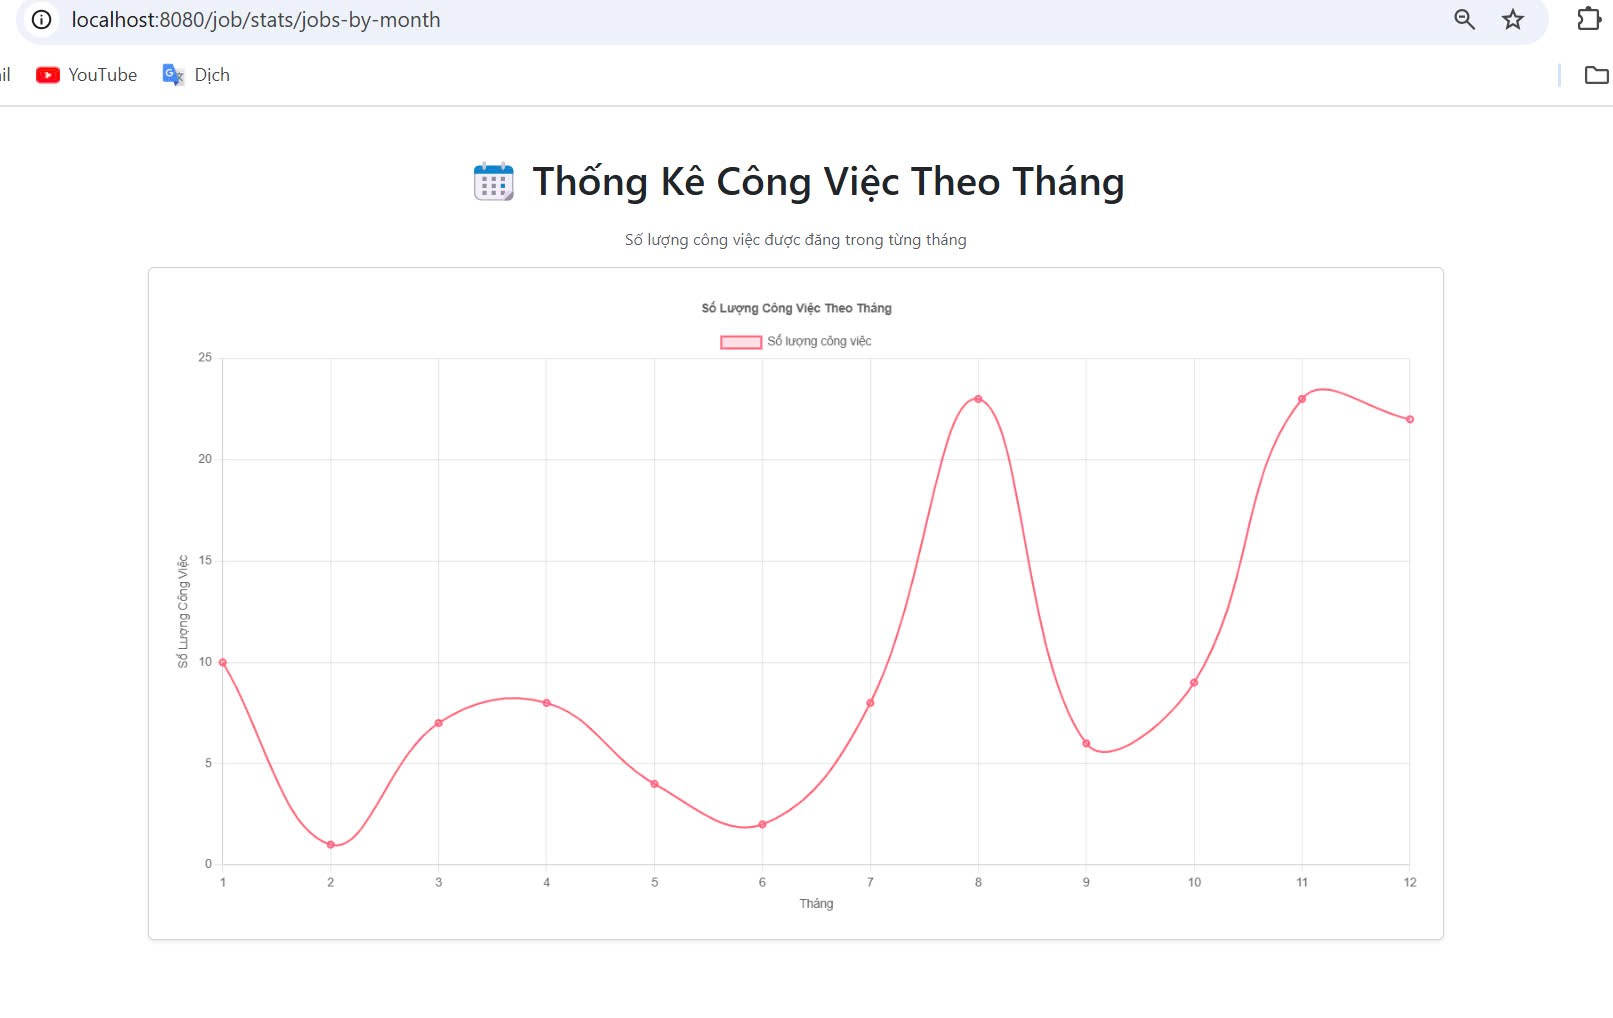 localhost:8080/job/stats/jobs-by-month
il YouTube Dịch
Thống Kê Công Việc Theo Tháng
Số lượng công việc được đăng trong từng tháng
Số Lượng Công Việc Theo Tháng
Số lượng công việc
25
20
15
10
5
0
Số Lượng Công Việc
1 2 3 4 5 6 7 8 9 10 11 12
Tháng